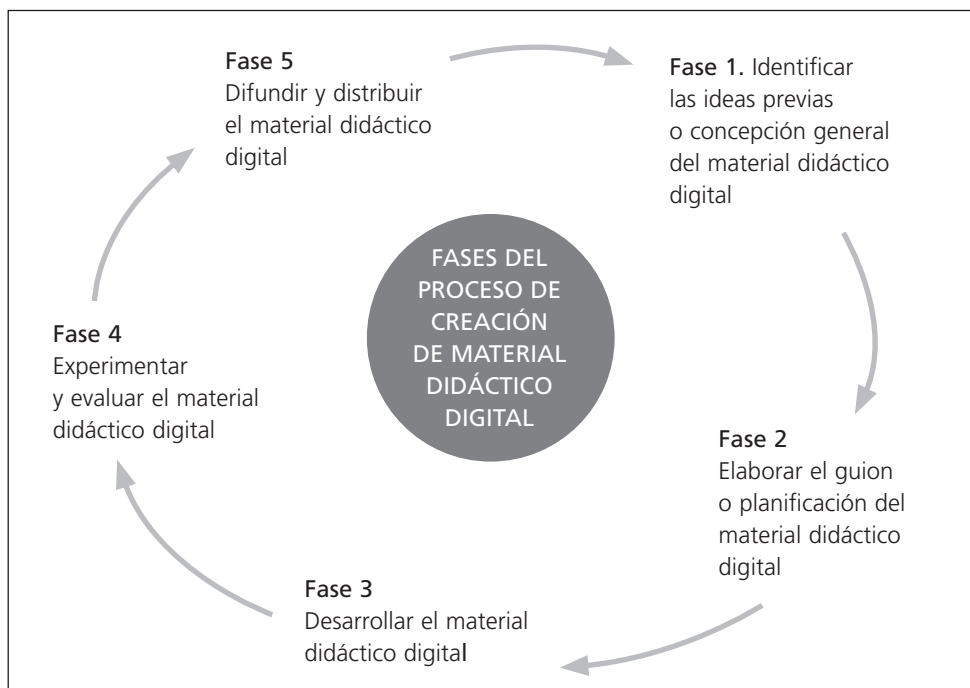 Fase 5
Difundir y distribuir
el material didáctico
digital
Fase 1. Identificar
las ideas previas
o concepción general
del material didáctico
digital
FASES DEL
PROCESO DE
CREACIÓN
DE MATERIAL
DIDÁCTICO
DIGITAL
Fase 4
Experimentar
y evaluar el material
didáctico digital
Fase 2
Elaborar el guion
o planificación del
material didáctico
digital
Fase 3
Desarrollar el material
didáctico digital